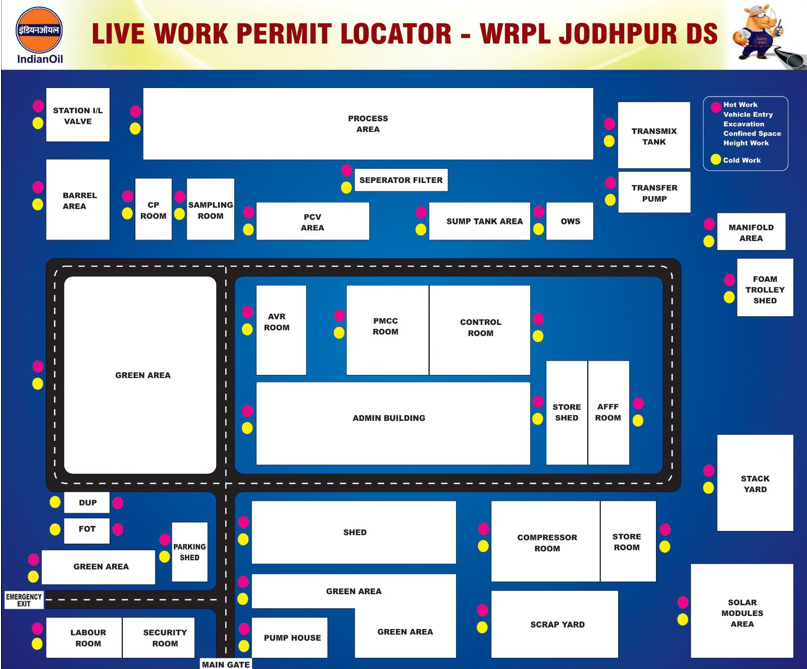 इंडियनऑयल
IndianOil
LIVE WORK PERMIT LOCATOR - WRPL JODHPUR DS
STATION I/L
VALVE
PROCESS
AREA
TRANSMIX
TANK
Hot Work
Vehicle Entry
Excavation
Confined Space
Height Work
Cold Work
BARREL
AREA
CP
ROOM
SAMPLING
ROOM
SEPERATOR FILTER
PCV
AREA
SUMP TANK AREA
OWS
TRANSFER
PUMP
MANIFOLD
AREA
FOAM
TROLLEY
SHED
GREEN AREA
AVR
ROOM
PMCC
ROOM
CONTROL
ROOM
ADMIN BUILDING
STORE
SHED
AFFF
ROOM
STACK
YARD
DUP
FOT
PARKING
SHED
GREEN AREA
SHED
COMPRESSOR
ROOM
STORE
ROOM
EMERGENCY
EXIT
GREEN AREA
GREEN AREA
SCRAP YARD
SOLAR
MODULES
AREA
LABOUR
ROOM
SECURITY
ROOM
PUMP HOUSE
MAIN GATE